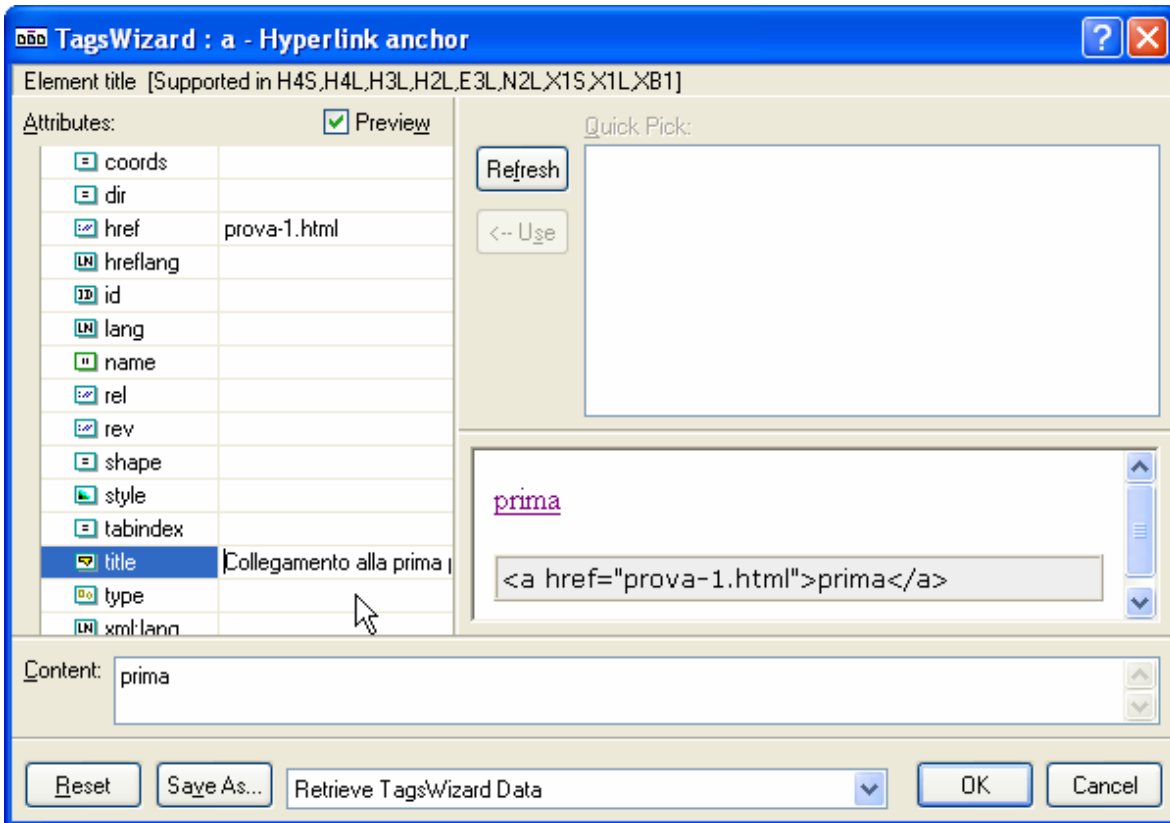 TagsWizard : a - Hyperlink anchor
Element title [Supported in H4S,H4L,H3L,H2L,E3L,N2L,X1S,X1L,XB1]
Attributes:
Preview
Quick Pick:
coords
dir
href prova-1.html
hreflang
id
lang
name
rel
rev
shape
style
tabindex
title Collegamento alla prima
type
xml:lang
Refresh
<-- Use
prima
<a href="prova-1.html">prima</a>
Content: prima
Reset
Save As...
Retrieve TagsWizard Data
OK
Cancel